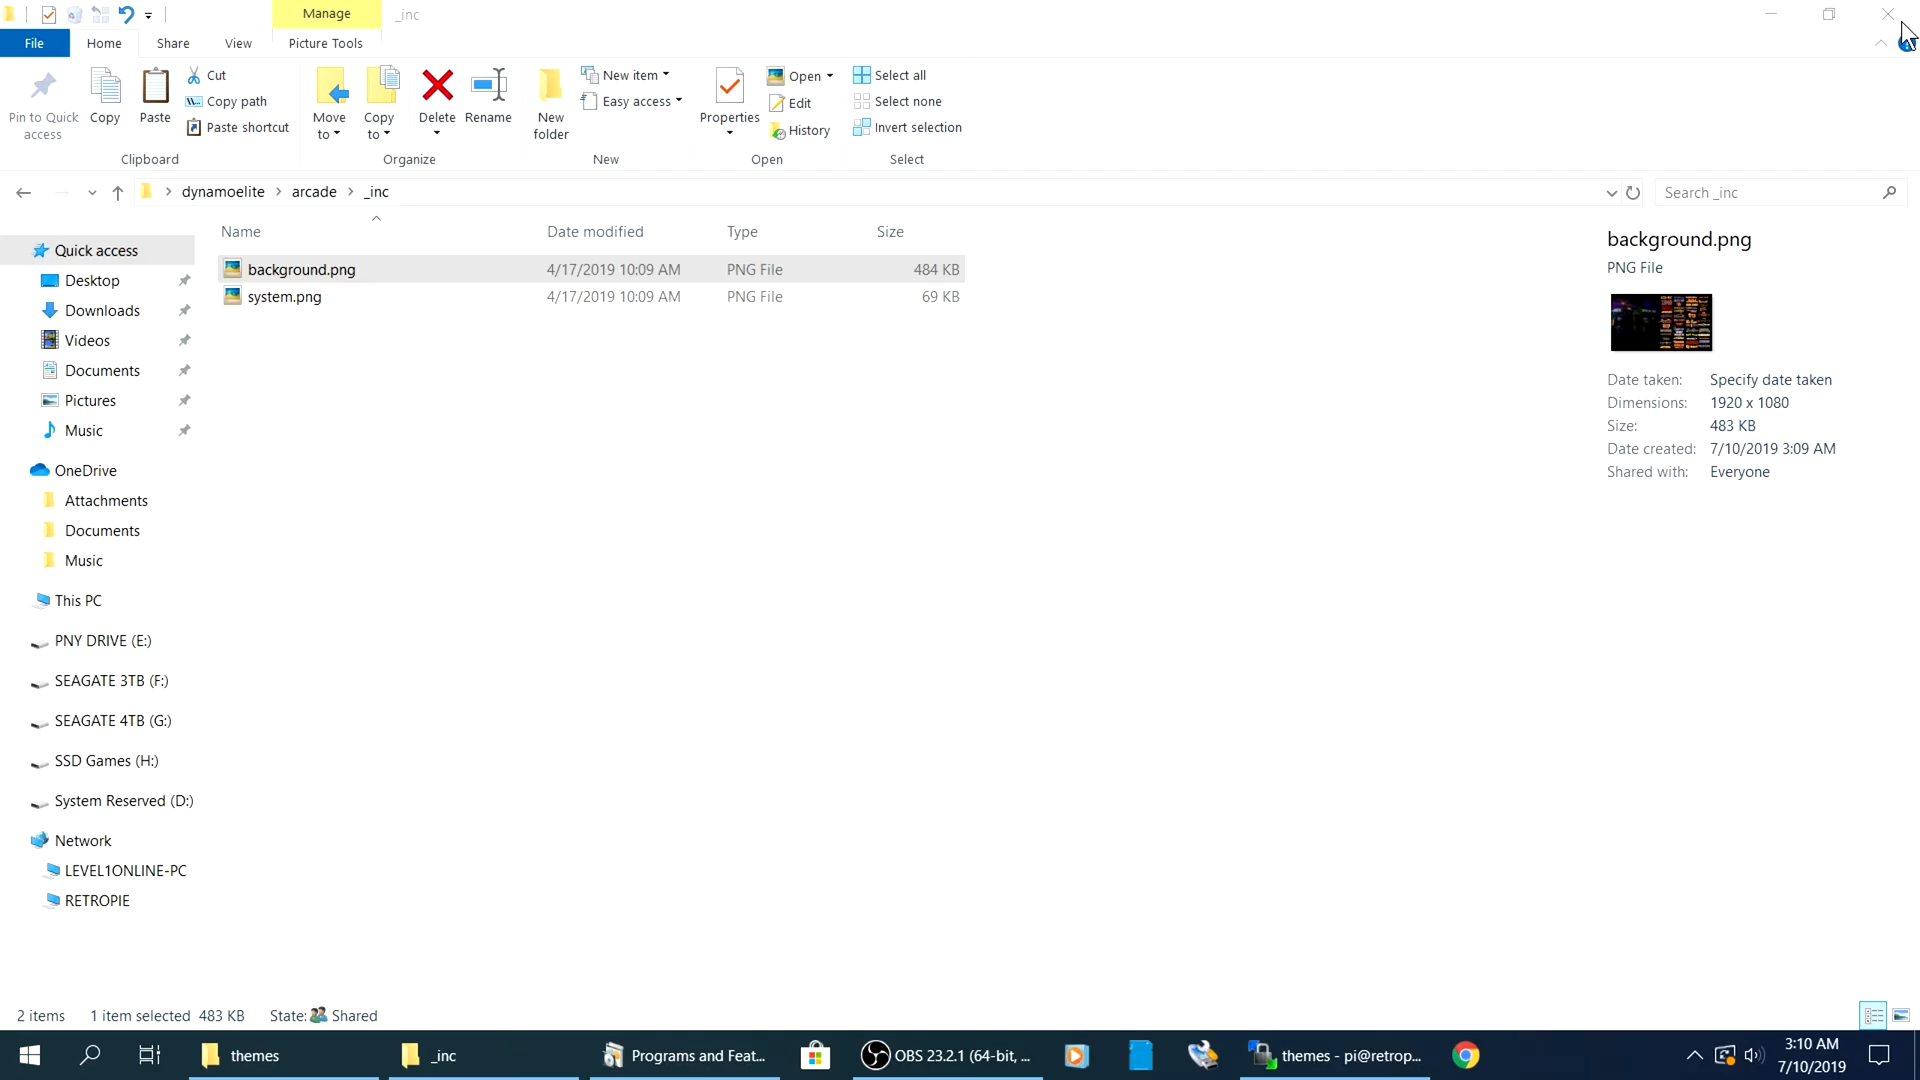 Manage
_inc
File
Home
Share
View
Picture Tools
Pin to Quick access
Copy
Paste
Cut
Copy path
Paste shortcut
Clipboard
Move to
Copy to
Delete
Rename
Organize
New folder
New item
Easy access
New
Properties
Open
Edit
History
Open
Select all
Select none
Invert selection
Select
dynamoelite
arcade
_inc
Search _inc
Name
Date modified
Type
Size
background.png 4/17/2019 10:09 AM PNG File 484 KB
system.png 4/17/2019 10:09 AM PNG File 69 KB
Quick access
Desktop
Downloads
Videos
Documents
Pictures
Music
OneDrive
Attachments
Documents
Music
This PC
PNY DRIVE (E:)
SEAGATE 3TB (F:)
SEAGATE 4TB (G:)
SSD Games (H:)
System Reserved (D:)
Network
LEVEL1ONLINE-PC
RETROPIE
background.png
PNG File
Date taken: Specify date taken
Dimensions: 1920 x 1080
Size: 483 KB
Date created: 7/10/2019 3:09 AM
Shared with: Everyone
2 items
1 item selected 483 KB
State: Shared
themes
_inc
Programs and Feat...
OBS 23.2.1 (64-bit, ...
themes - pi@retrop...
3:10 AM
7/10/2019